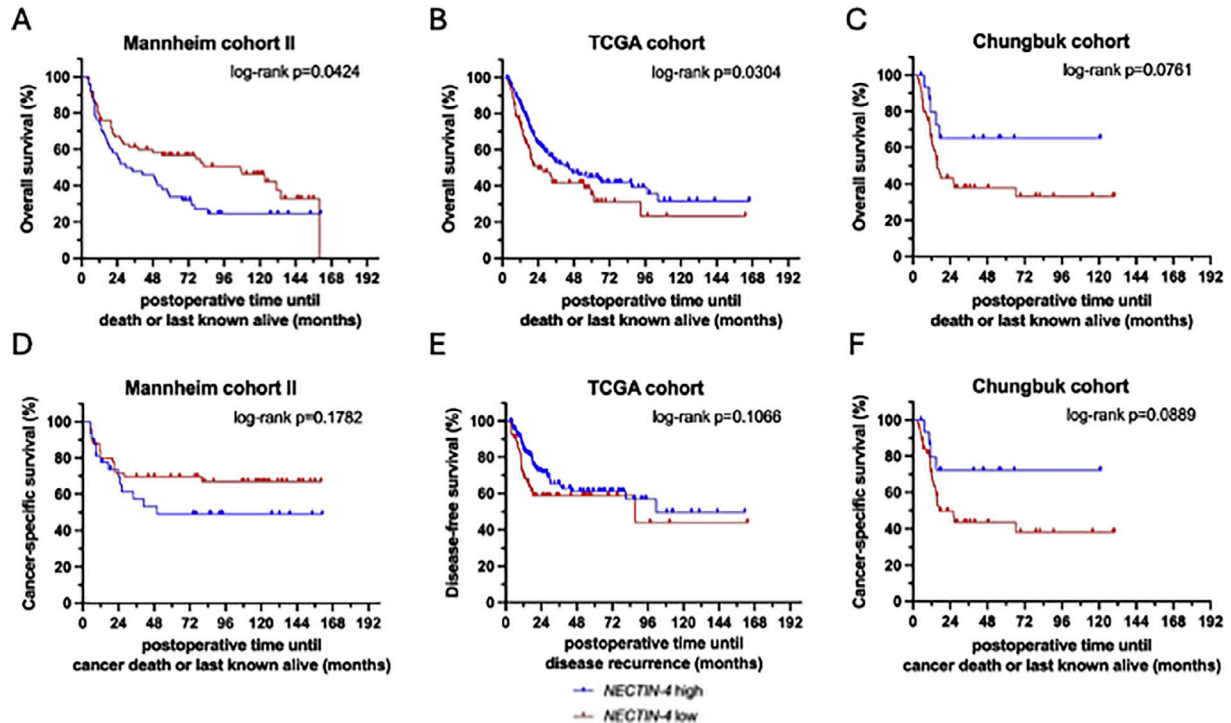 A
Mannheim cohort II
log-rank p=0.0424
Overall survival (%)
100
80
60
40
20
0
0 24 48 72 96 120 144 168 192
postoperative time until
death or last known alive (months)
B
TCGA cohort
log-rank p=0.0304
Overall survival (%)
100
80
60
40
20
0
0 24 48 72 96 120 144 168 192
postoperative time until
death or last known alive (months)
C
Chungbuk cohort
log-rank p=0.0761
Overall survival (%)
100
80
60
40
20
0
0 24 48 72 96 120 144 168 192
postoperative time until
death or last known alive (months)
D
Mannheim cohort II
log-rank p=0.1782
Cancer-specific survival (%)
100
80
60
40
20
0
0 24 48 72 96 120 144 168 192
postoperative time until
cancer death or last known alive (months)
E
TCGA cohort
log-rank p=0.1066
Disease-free survival (%)
100
80
60
40
20
0
0 24 48 72 96 120 144 168 192
postoperative time until
disease recurrence (months)
F
Chungbuk cohort
log-rank p=0.0889
Cancer-specific survival (%)
100
80
60
40
20
0
0 24 48 72 96 120 144 168 192
postoperative time until
cancer death or last known alive (months)
NECTIN-4 high
NECTIN-4 low